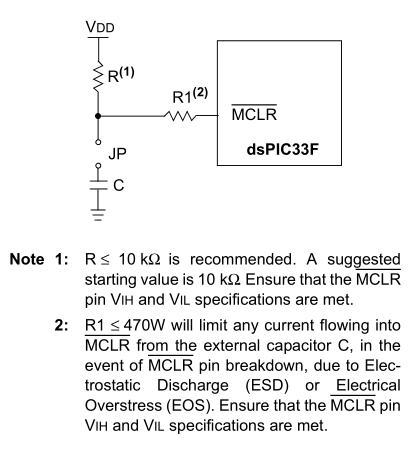 VDD
R(1)
R1(2)
MCLR
dsPIC33F
JP
C
Note 1: R ≤ 10 kΩ is recommended. A suggested
starting value is 10 kΩ Ensure that the MCLR
pin VIH and VIL specifications are met.
2: R1 ≤ 470W will limit any current flowing into
MCLR from the external capacitor C, in the
event of MCLR pin breakdown, due to Elec-
trostatic Discharge (ESD) or Electrical
Overstress (EOS). Ensure that the MCLR pin
VIH and VIL specifications are met.